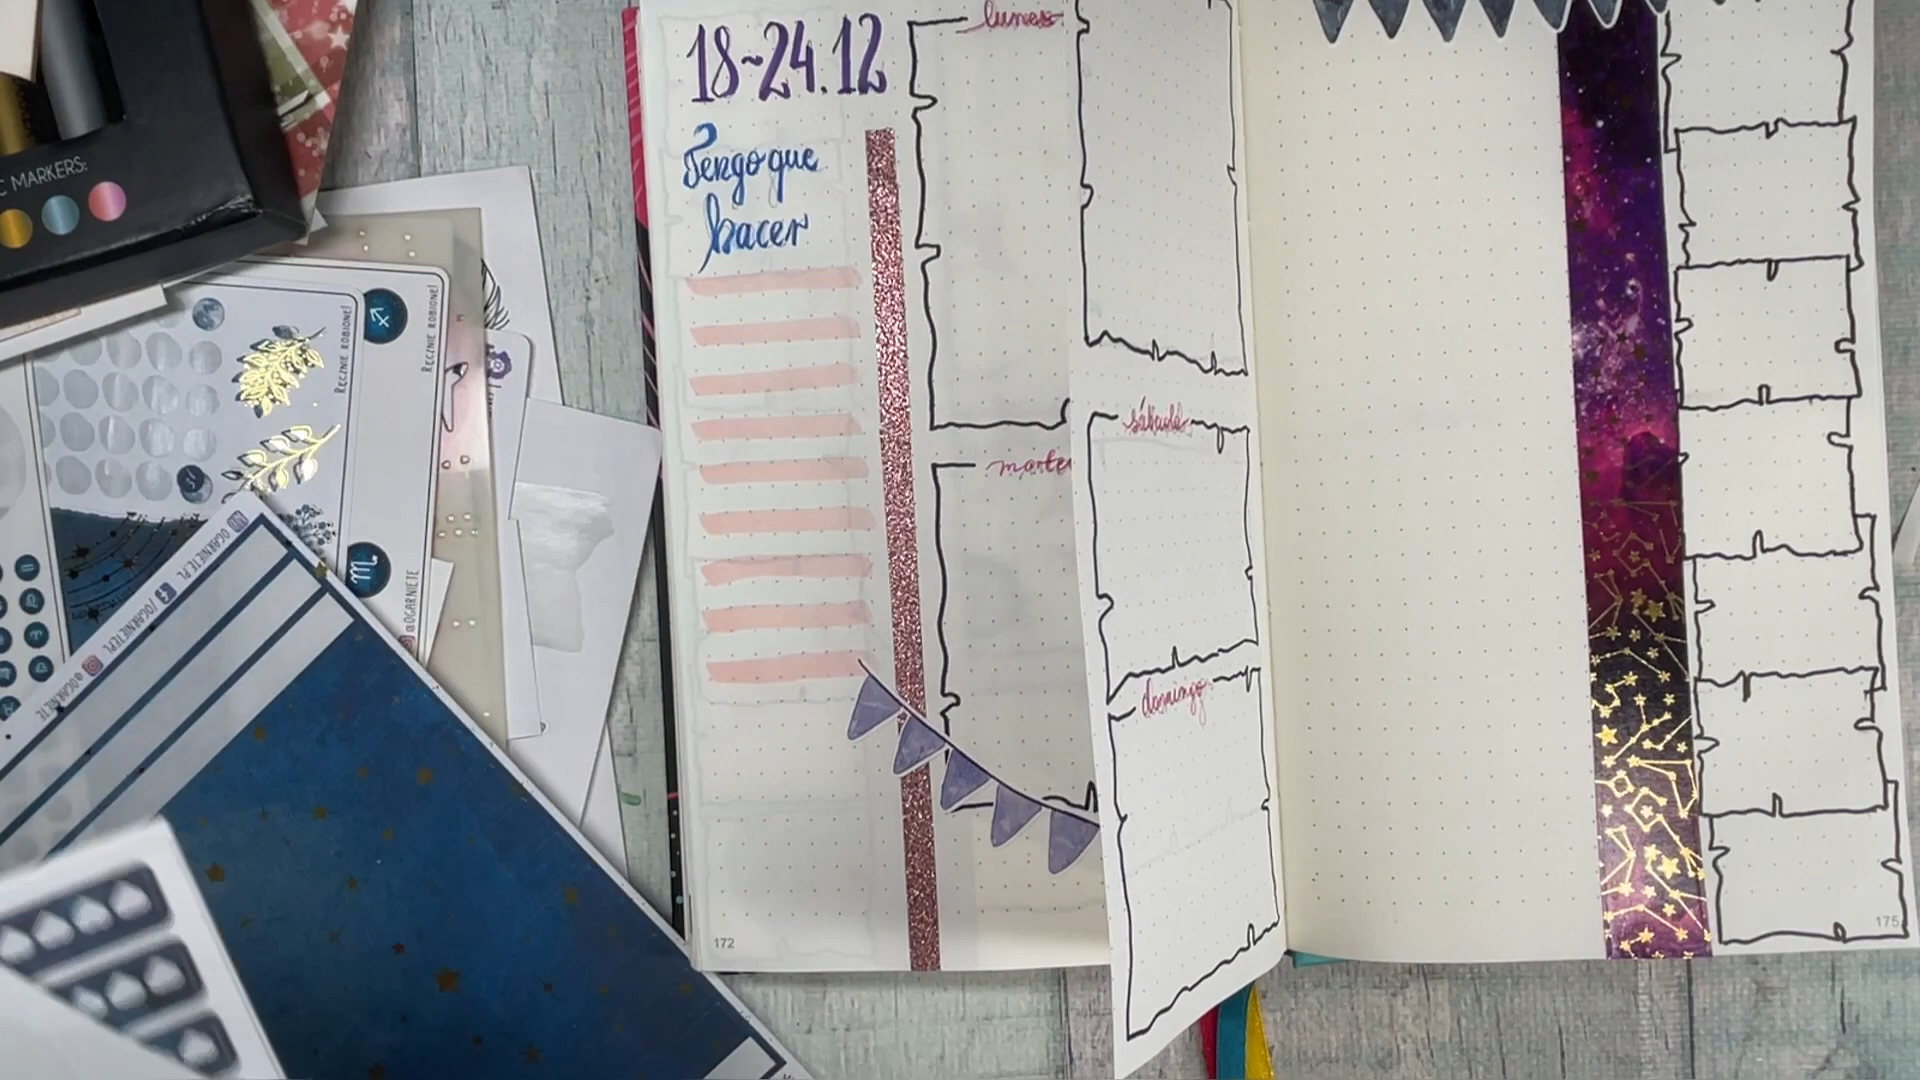 18~24.12
Tengo que
hacer
lunes
martes
sábado
domingo
172
175
C MARKERS:
RĘCZNIE ROBIONE!
RĘCZNIE ROBIONE!
@OGARNIETE
OGARNIETE.PL
/OGARNIETEPL
@OGARNIETE